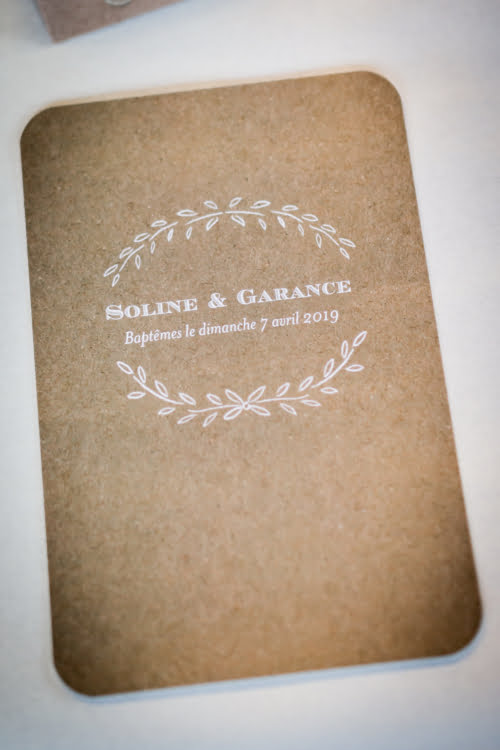 SOLINE & GARANCE
Baptêmes le dimanche 7 avril 2019